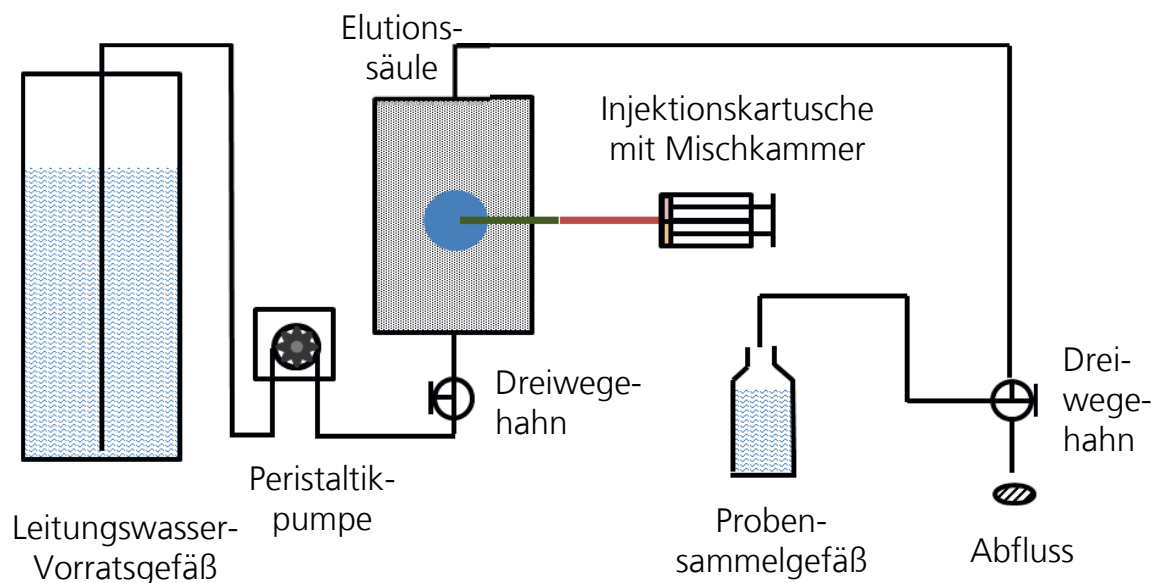 Elutions-
säule
Injektionskartusche
mit Mischkammer
Dreiwege-
hahn
Drei-
wege-
hahn
Peristaltik-
pumpe
Leitungswasser-
Vorratsgefäß
Proben-
sammelgefäß
Abfluss